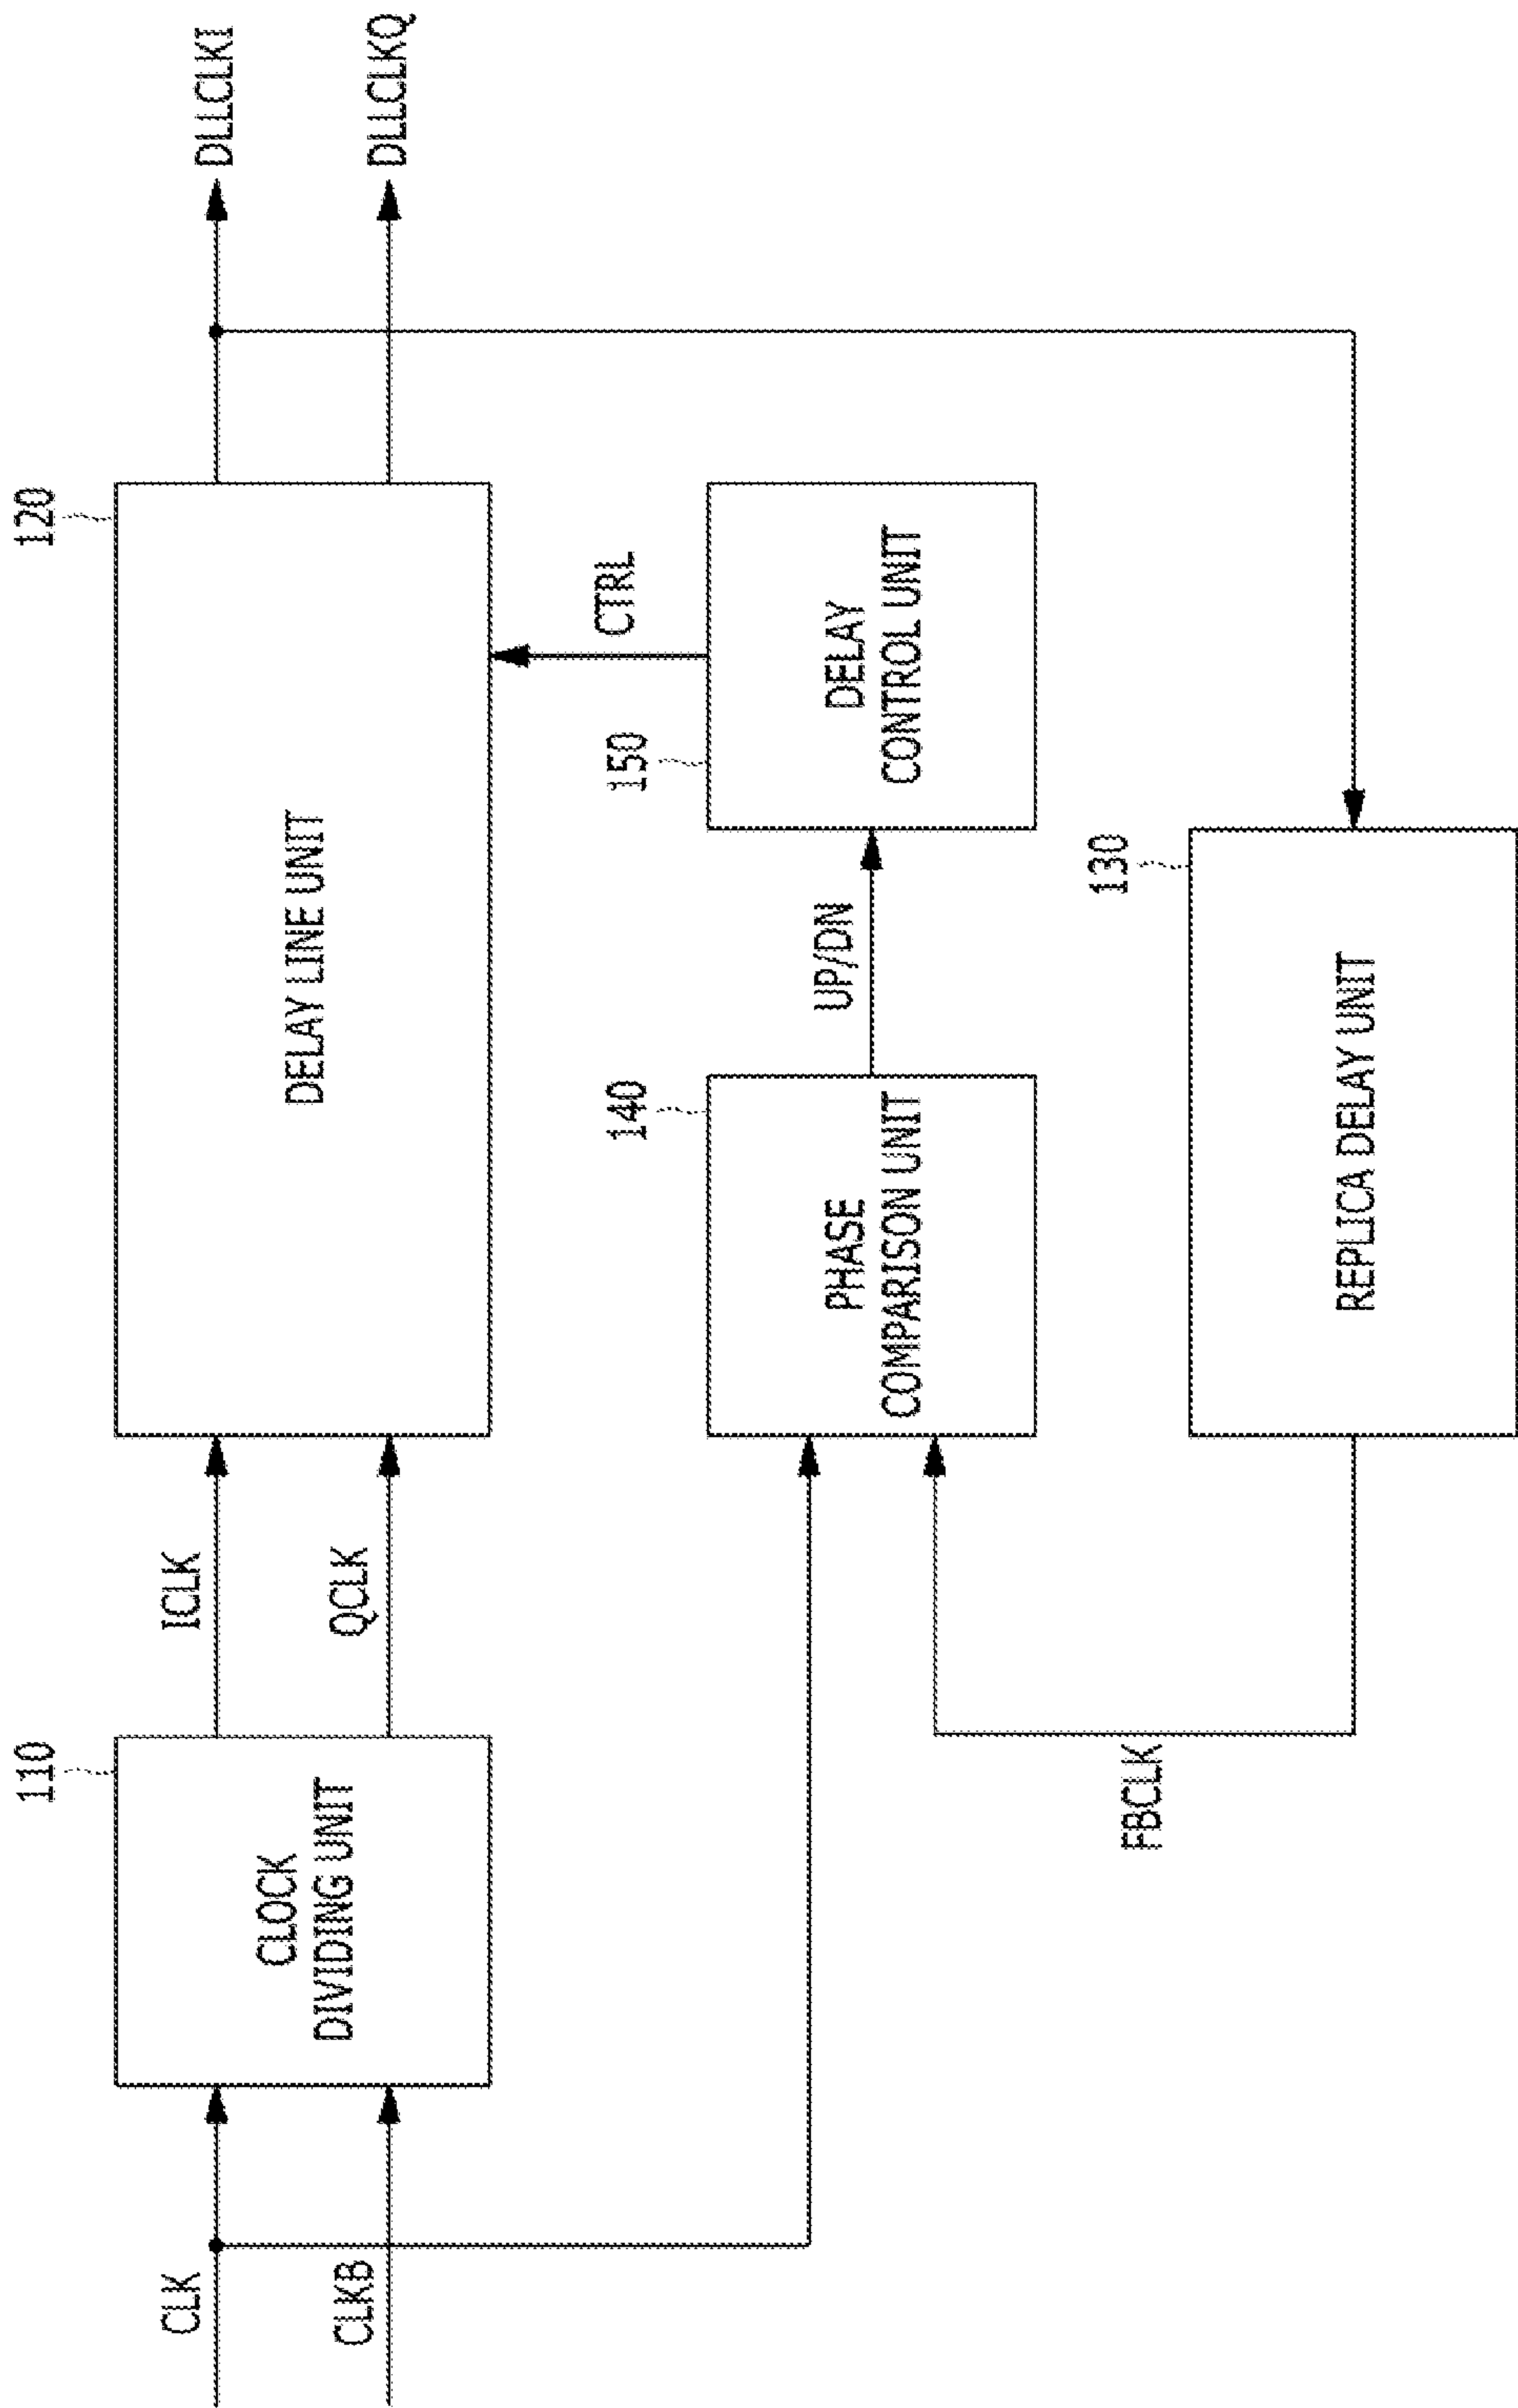 110
120
CLK
ICLK
DLLCLKI
CLOCK
DIVIDING UNIT
DELAY LINE UNIT
CLKB
QCLK
DLLCLKQ
CTRL
140
150
UP/DN
PHASE
COMPARISON UNIT
DELAY
CONTROL UNIT
130
FBCLK
REPLICA DELAY UNIT